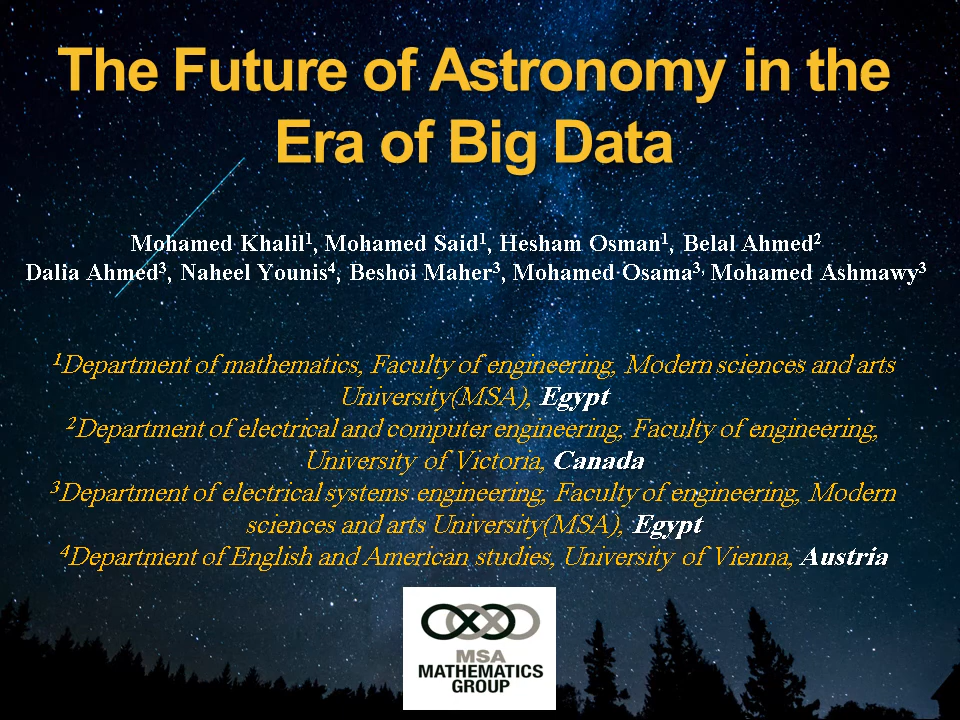 The Future of Astronomy in the
Era of Big Data
Mohamed Khalil¹, Mohamed Said¹, Hesham Osman¹, Belal Ahmed²
Dalia Ahmed³, Naheel Younis⁴, Beshoi Maher³, Mohamed Osama³, Mohamed Ashmawy³
¹Department of mathematics, Faculty of engineering, Modern sciences and arts
University(MSA), Egypt
²Department of electrical and computer engineering, Faculty of engineering,
University of Victoria, Canada
³Department of electrical systems engineering, Faculty of engineering, Modern
sciences and arts University(MSA), Egypt
⁴Department of English and American studies, University of Vienna, Austria
MSA
MATHEMATICS
GROUP